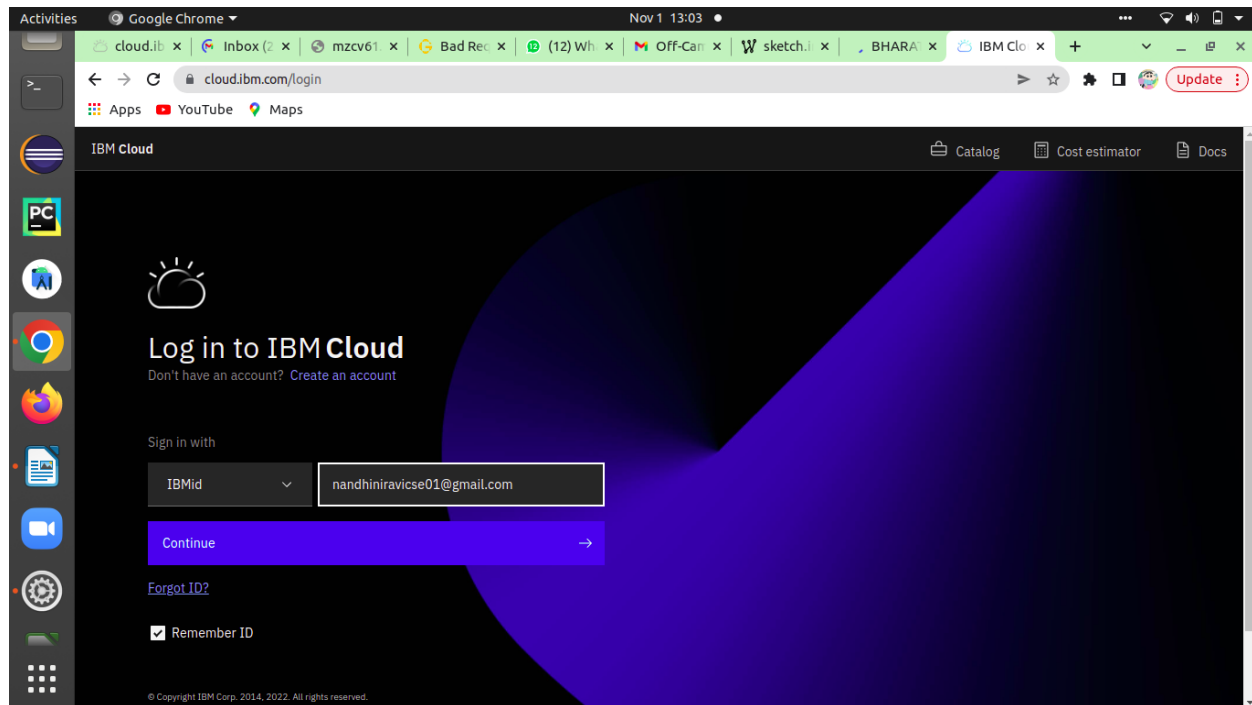 Activities Google Chrome Nov 1 13:03
cloud.ib Inbox (2 mzcv61. Bad Rec (12) Wh Off-Cam sketch.i BHARA IBM Clo
cloud.ibm.com/login Update
Apps YouTube Maps
IBM Cloud Catalog Cost estimator Docs
PC
Log in to IBM Cloud
Don't have an account? Create an account
Sign in with
IBMid nandhiniravicse01@gmail.com
Continue
Forgot ID?
Remember ID
© Copyright IBM Corp. 2014, 2022. All rights reserved.